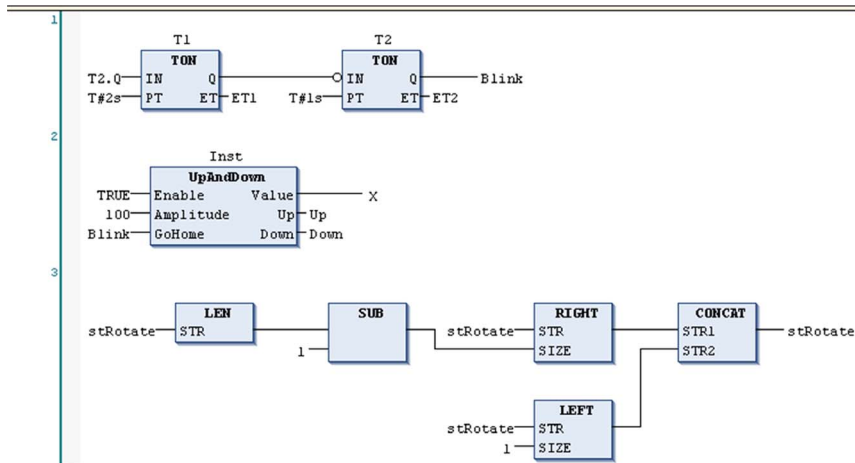 1
T1 T2
TON TON
T2.Q IN Q IN Q Blink
T#2s PT ET ET1 T#1s PT ET ET2
2
Inst
UpAndDown
TRUE Enable Value X
100 Amplitude Up Up
Blink GoHome Down Down
3
LEN SUB RIGHT CONCAT
stRotate STR stRotate STR STR1 stRotate
1 SIZE STR2
LEFT
stRotate STR
1 SIZE